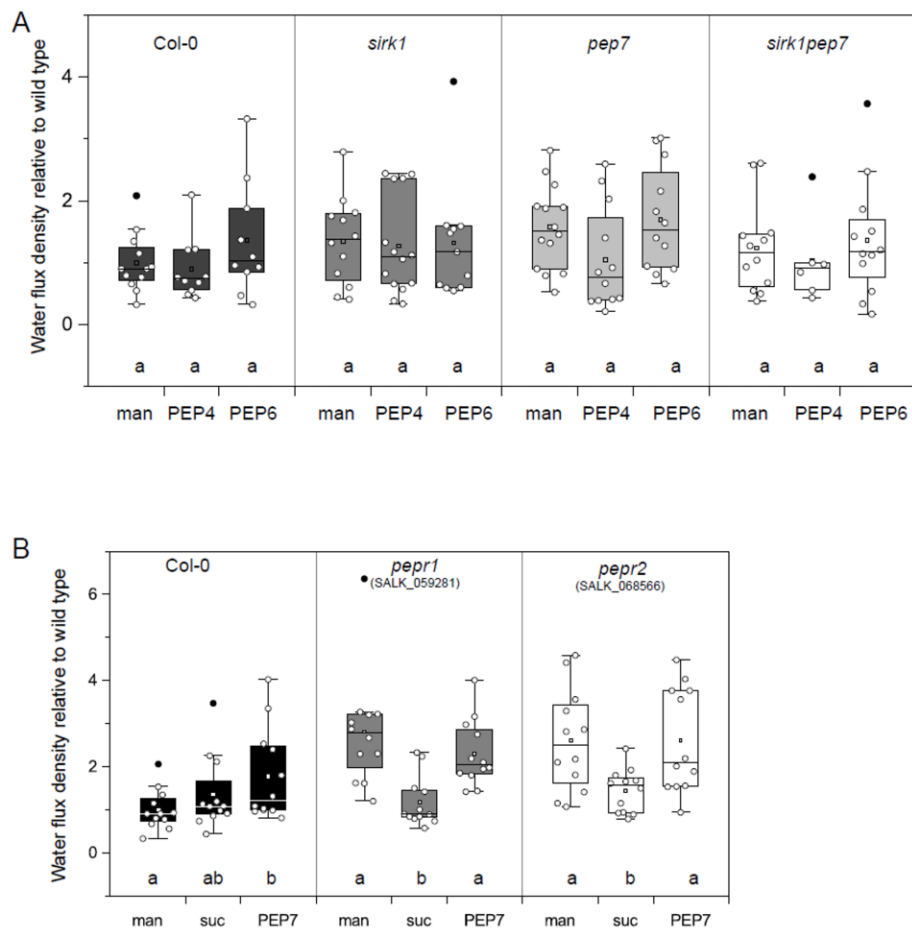 A
Col-0 sirk1 pep7 sirk1pep7
Water flux density relative to wild type
4
2
0
a a a a a a a a a a a a
man PEP4 PEP6 man PEP4 PEP6 man PEP4 PEP6 man PEP4 PEP6
B
Col-0 pepr1 pepr2
(SALK_059281) (SALK_068566)
Water flux density relative to wild type
6
4
2
0
a ab b a b a a b a
man suc PEP7 man suc PEP7 man suc PEP7